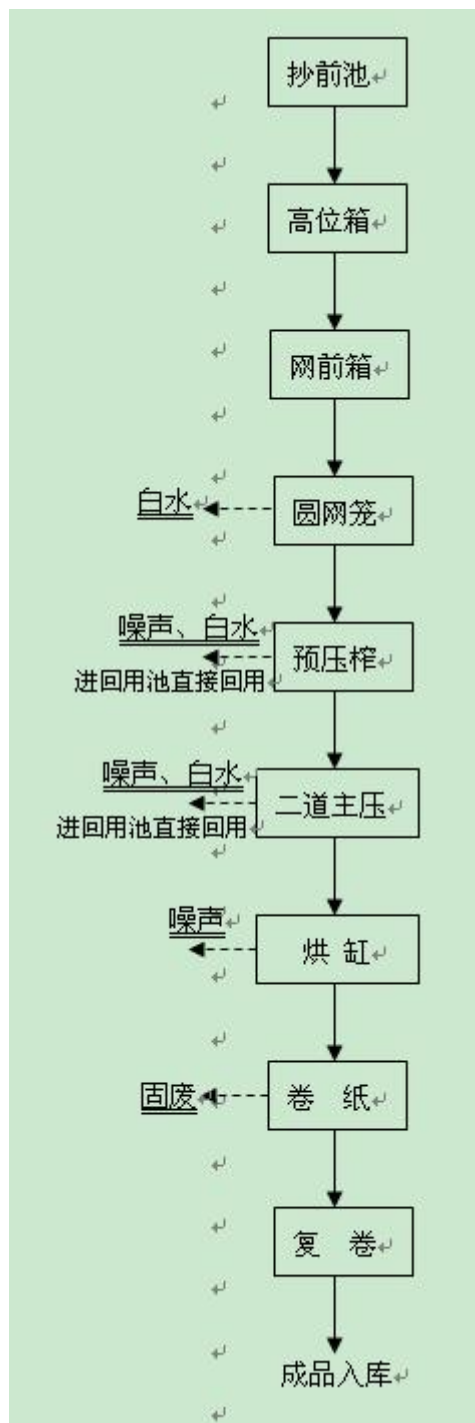 抄前池
高位箱
网前箱
白水
圆网笼
噪声、白水
预压榨
进回用池直接回用
噪声、白水
二道主压
进回用池直接回用
噪声
烘 缸
固废
卷 纸
复 卷
成品入库